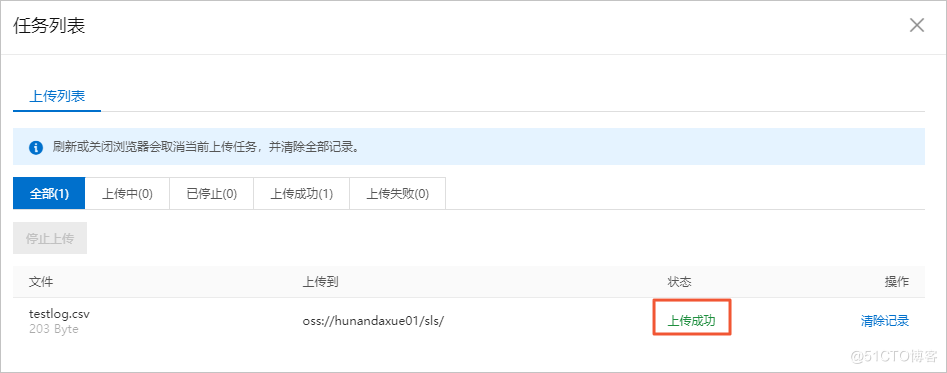 任务列表
上传列表
刷新或关闭浏览器会取消当前上传任务，并清除全部记录。
全部(1) 上传中(0) 已停止(0) 上传成功(1) 上传失败(0)
停止上传
文件 上传到 状态 操作
testlog.csv
203 Byte
oss://hunandaxue01/sls/ 上传成功 清除记录
@51CTO博客